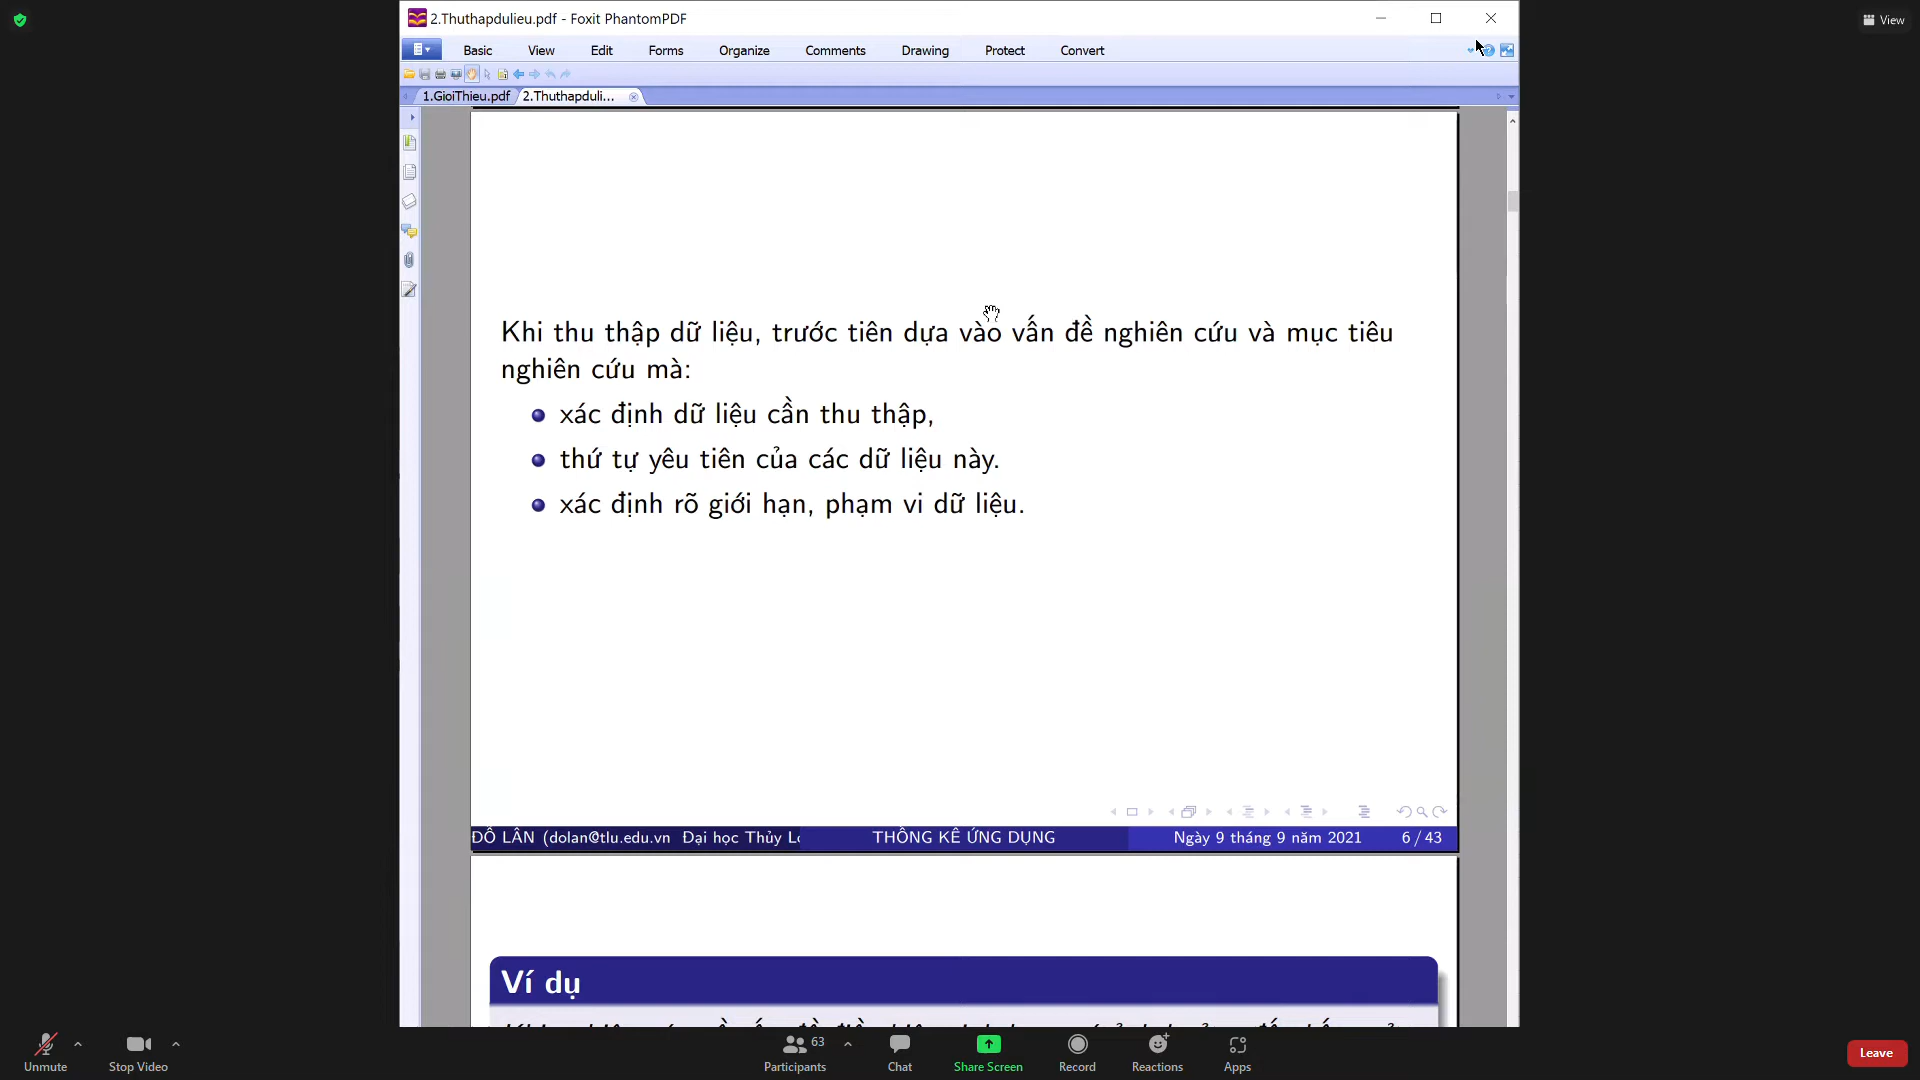 2.Thuthapdulieu.pdf - Foxit PhantomPDF
View
Basic View Edit Forms Organize Comments Drawing Protect Convert
1.GioiThieu.pdf 2.Thuthapduli...
Khi thu thập dữ liệu, trước tiên dựa vào vấn đề nghiên cứu và mục tiêu
nghiên cứu mà:
xác định dữ liệu cần thu thập,
thứ tự yêu tiên của các dữ liệu này.
xác định rõ giới hạn, phạm vi dữ liệu.
ĐỖ LÂN (dolan@tlu.edu.vn Đại học Thủy THỐNG KÊ ỨNG DỤNG Ngày 9 tháng 9 năm 2021 6 / 43
Ví dụ
Unmute Stop Video 63 Participants Chat Share Screen Record Reactions Apps Leave